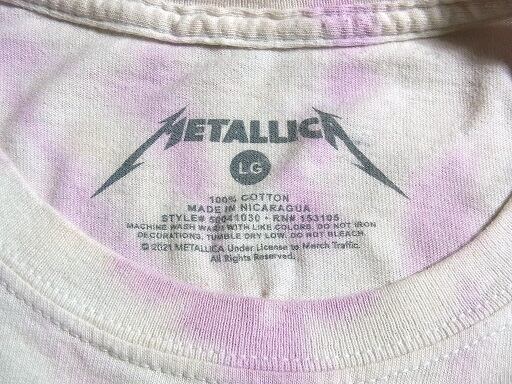 METALLICA
LG
100% COTTON
MADE IN NICARAGUA
STYLE# 50041030 • RN# 153105
MACHINE WASH WARM WITH LIKE COLORS. DO NOT IRON
DECORATIONS. TUMBLE DRY LOW. DO NOT BLEACH.
© 2021 METALLICA Under License to Merch Traffic.
All Rights Reserved.